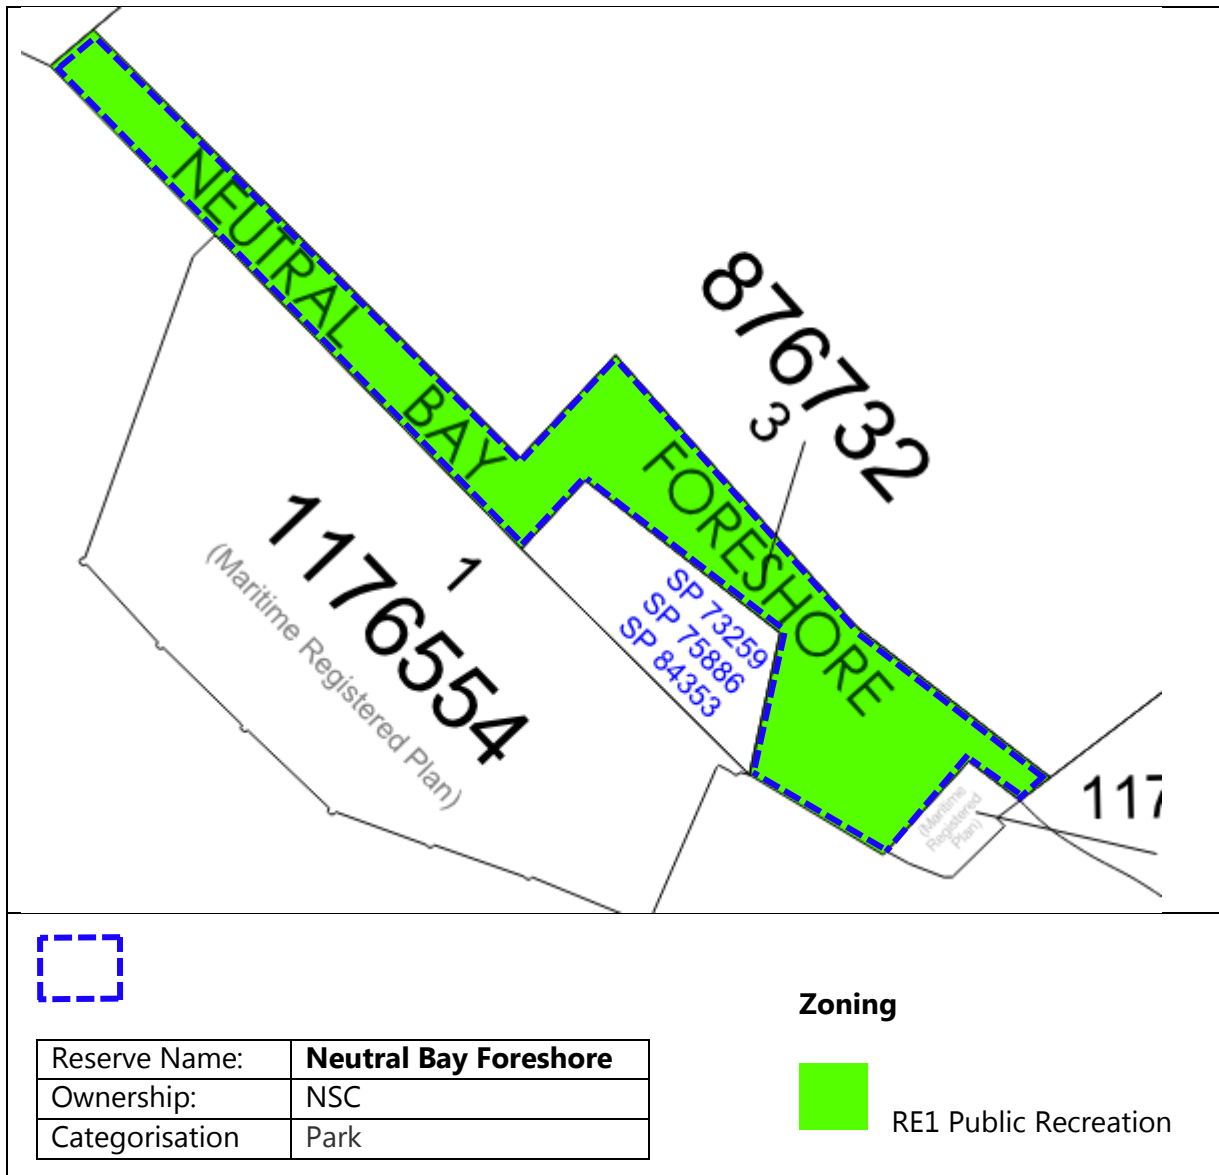 NEUTRAL BAY FORESHORE
876732
3
1
1176554
(Maritime Registered Plan)
SP 73259
SP 75886
SP 84353
(Maritime
Registered
Plan)
117
Zoning
Reserve Name: Neutral Bay Foreshore
Ownership: NSC
Categorisation Park
RE1 Public Recreation